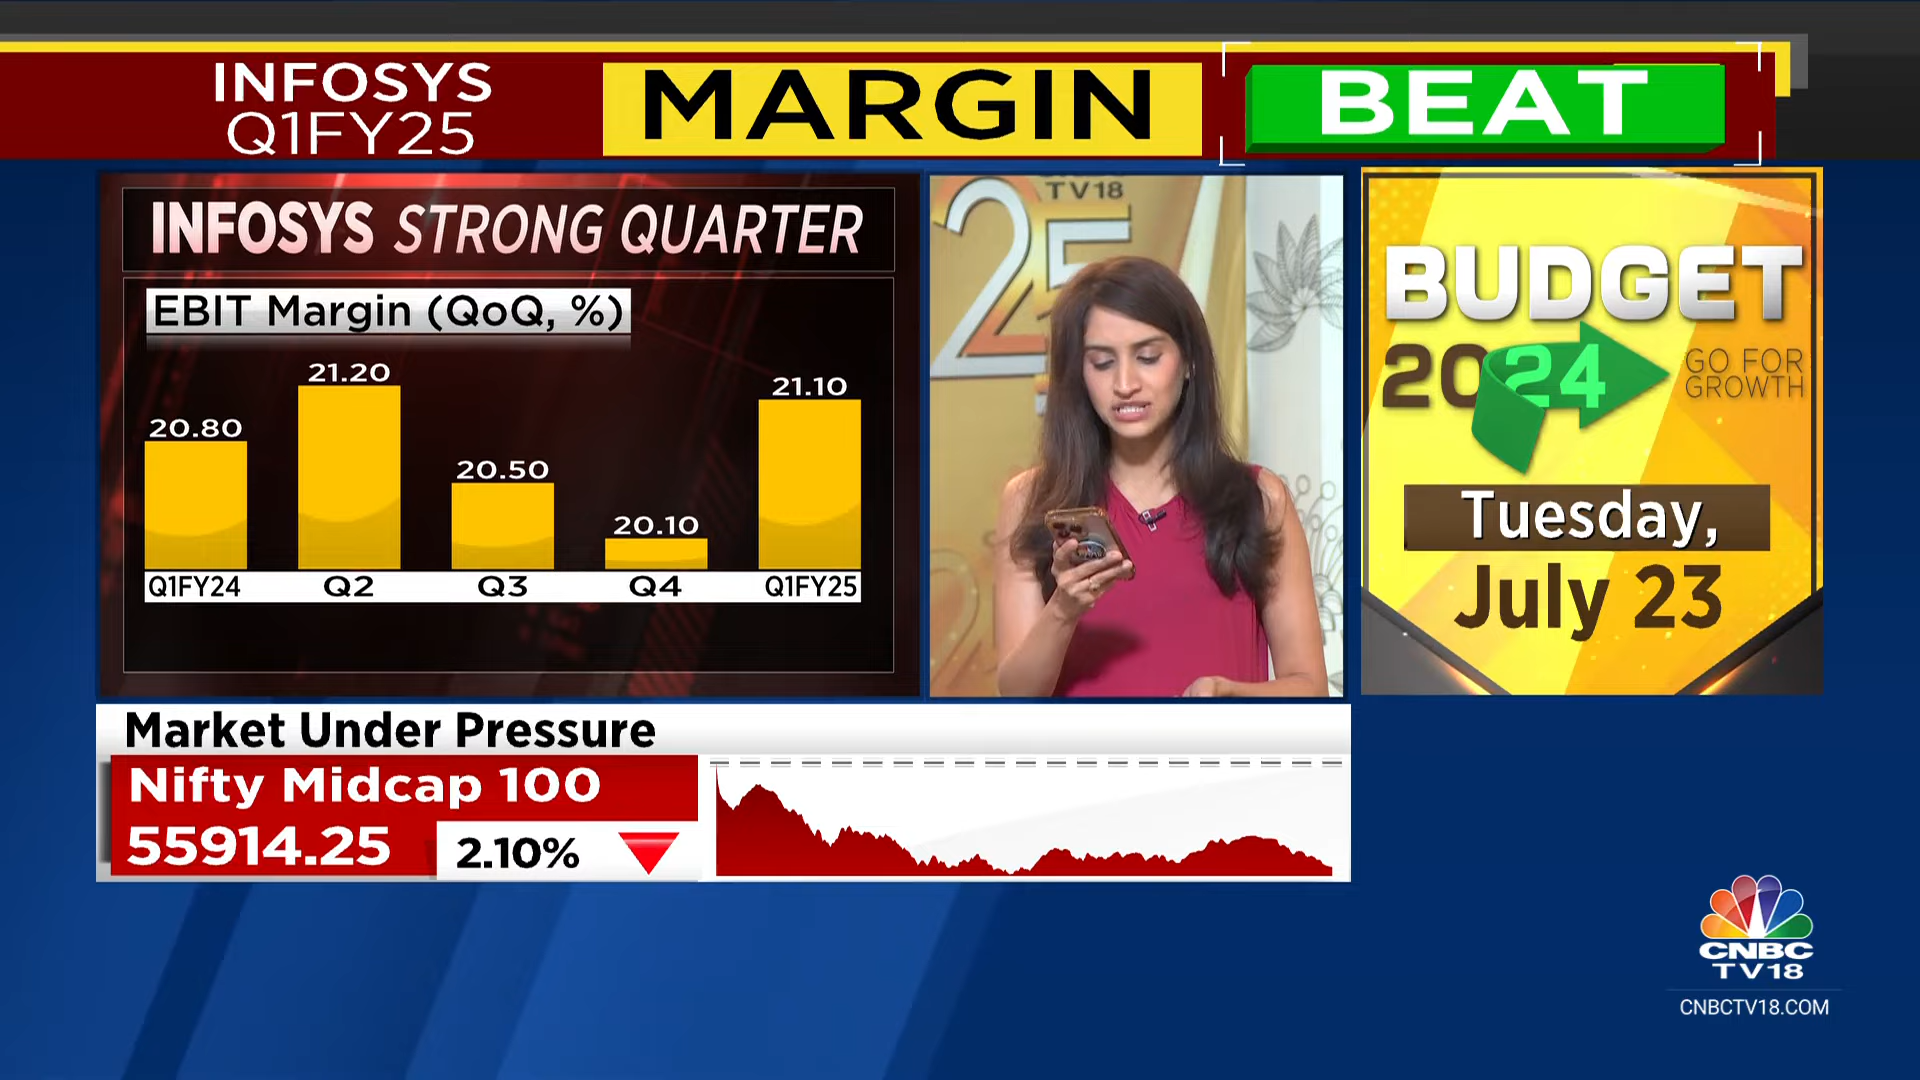 INFOSYS
Q1FY25
MARGIN
BEAT
INFOSYS STRONG QUARTER
EBIT Margin (QoQ, %)
20.80
21.20
20.50
20.10
21.10
Q1FY24
Q2
Q3
Q4
Q1FY25
TV18
25
BUDGET
2024
GO FOR
GROWTH
Tuesday,
July 23
Market Under Pressure
Nifty Midcap 100
55914.25
2.10%
CNBC
TV18
CNBCTV18.COM